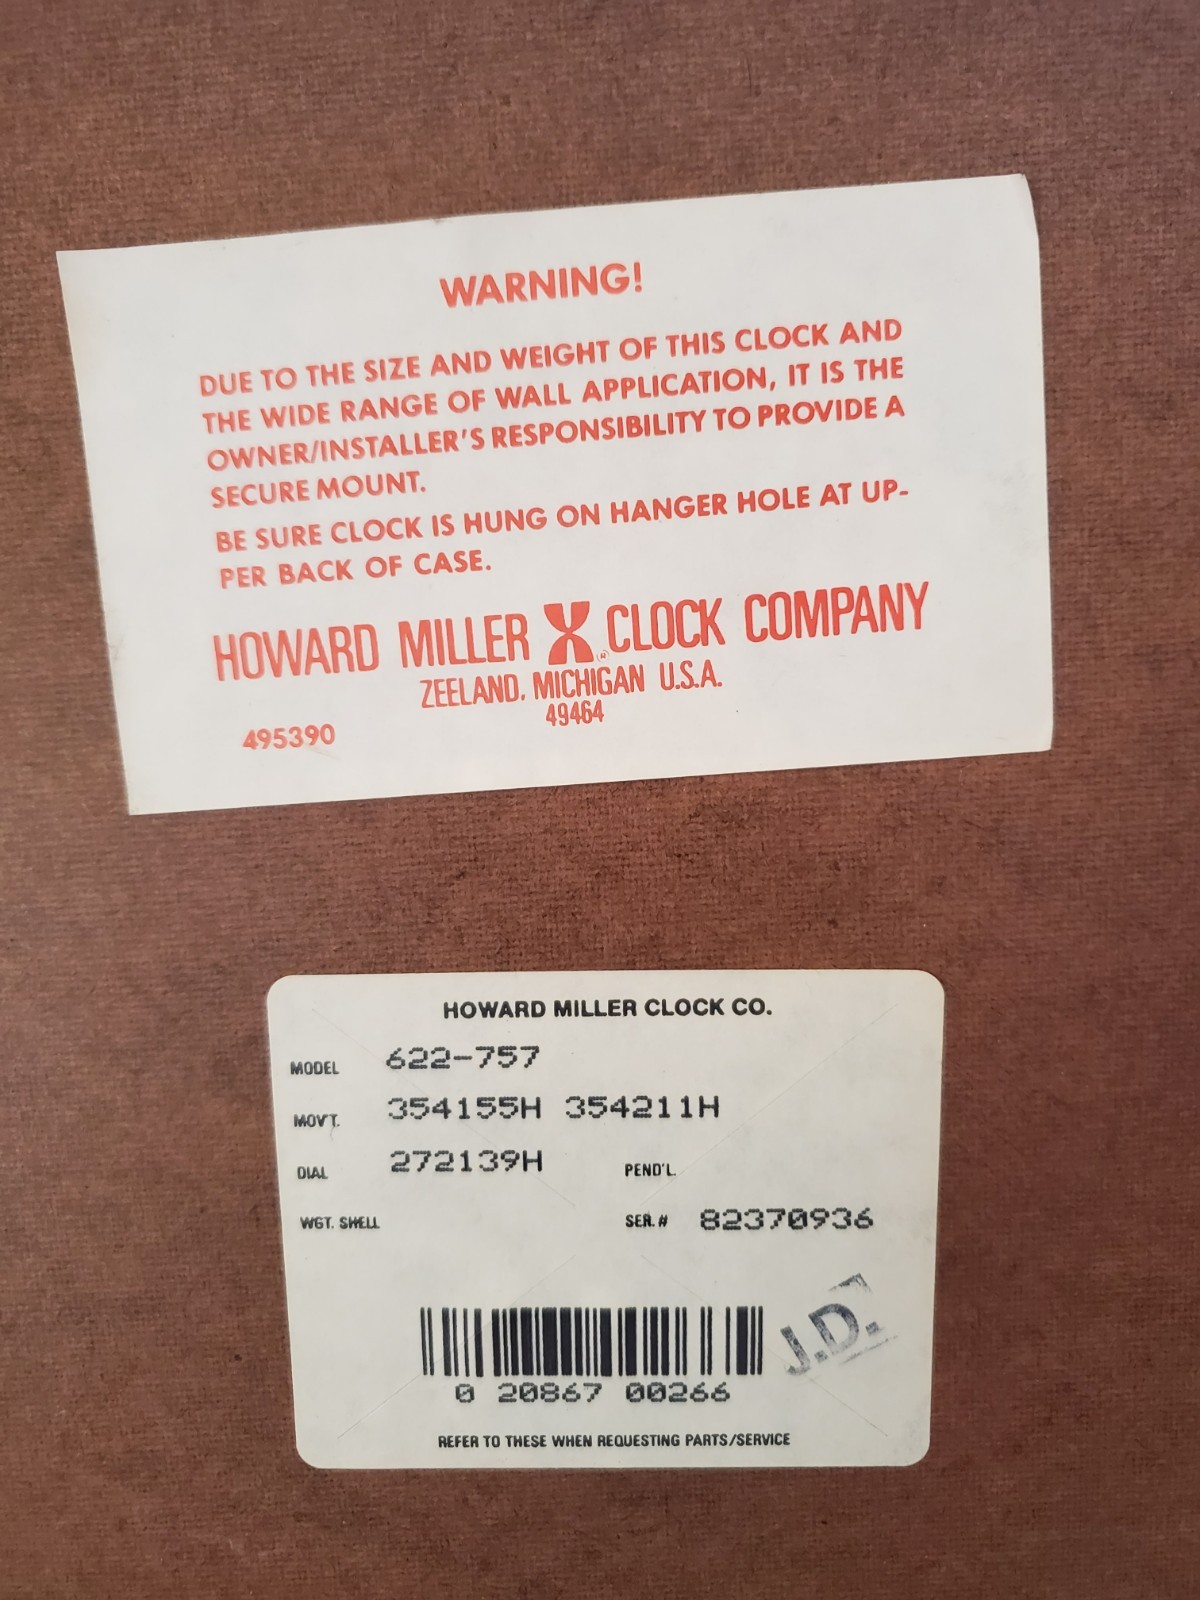 WARNING!
DUE TO THE SIZE AND WEIGHT OF THIS CLOCK AND
THE WIDE RANGE OF WALL APPLICATION, IT IS THE
OWNER/INSTALLER'S RESPONSIBILITY TO PROVIDE A
SECURE MOUNT.
BE SURE CLOCK IS HUNG ON HANGER HOLE AT UP-
PER BACK OF CASE.
HOWARD MILLER ® CLOCK COMPANY
ZEELAND, MICHIGAN U.S.A.
49464
495390
HOWARD MILLER CLOCK CO.
MODEL 622-757
MOV'T. 354155H 354211H
DIAL 272139H PEND'L.
WGT. SHELL SER.# 82370936
J.D.
0 20867 00266
REFER TO THESE WHEN REQUESTING PARTS/SERVICE